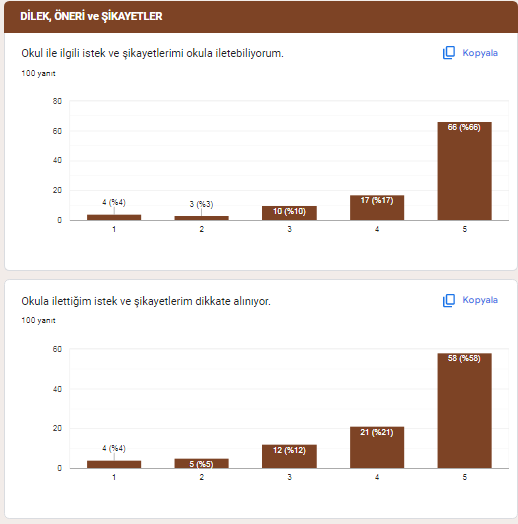 DİLEK, ÖNERİ ve ŞİKAYETLER
Okul ile ilgili istek ve şikayetlerimi okula iletebiliyorum.
Kopyala
100 yanıt
80
60
40
20
0
4 (%4)
3 (%3)
10 (%10)
17 (%17)
66 (%66)
1 2 3 4 5
Okula ilettiğim istek ve şikayetlerim dikkate alınıyor.
Kopyala
100 yanıt
60
40
20
0
4 (%4)
5 (%5)
12 (%12)
21 (%21)
58 (%58)
1 2 3 4 5